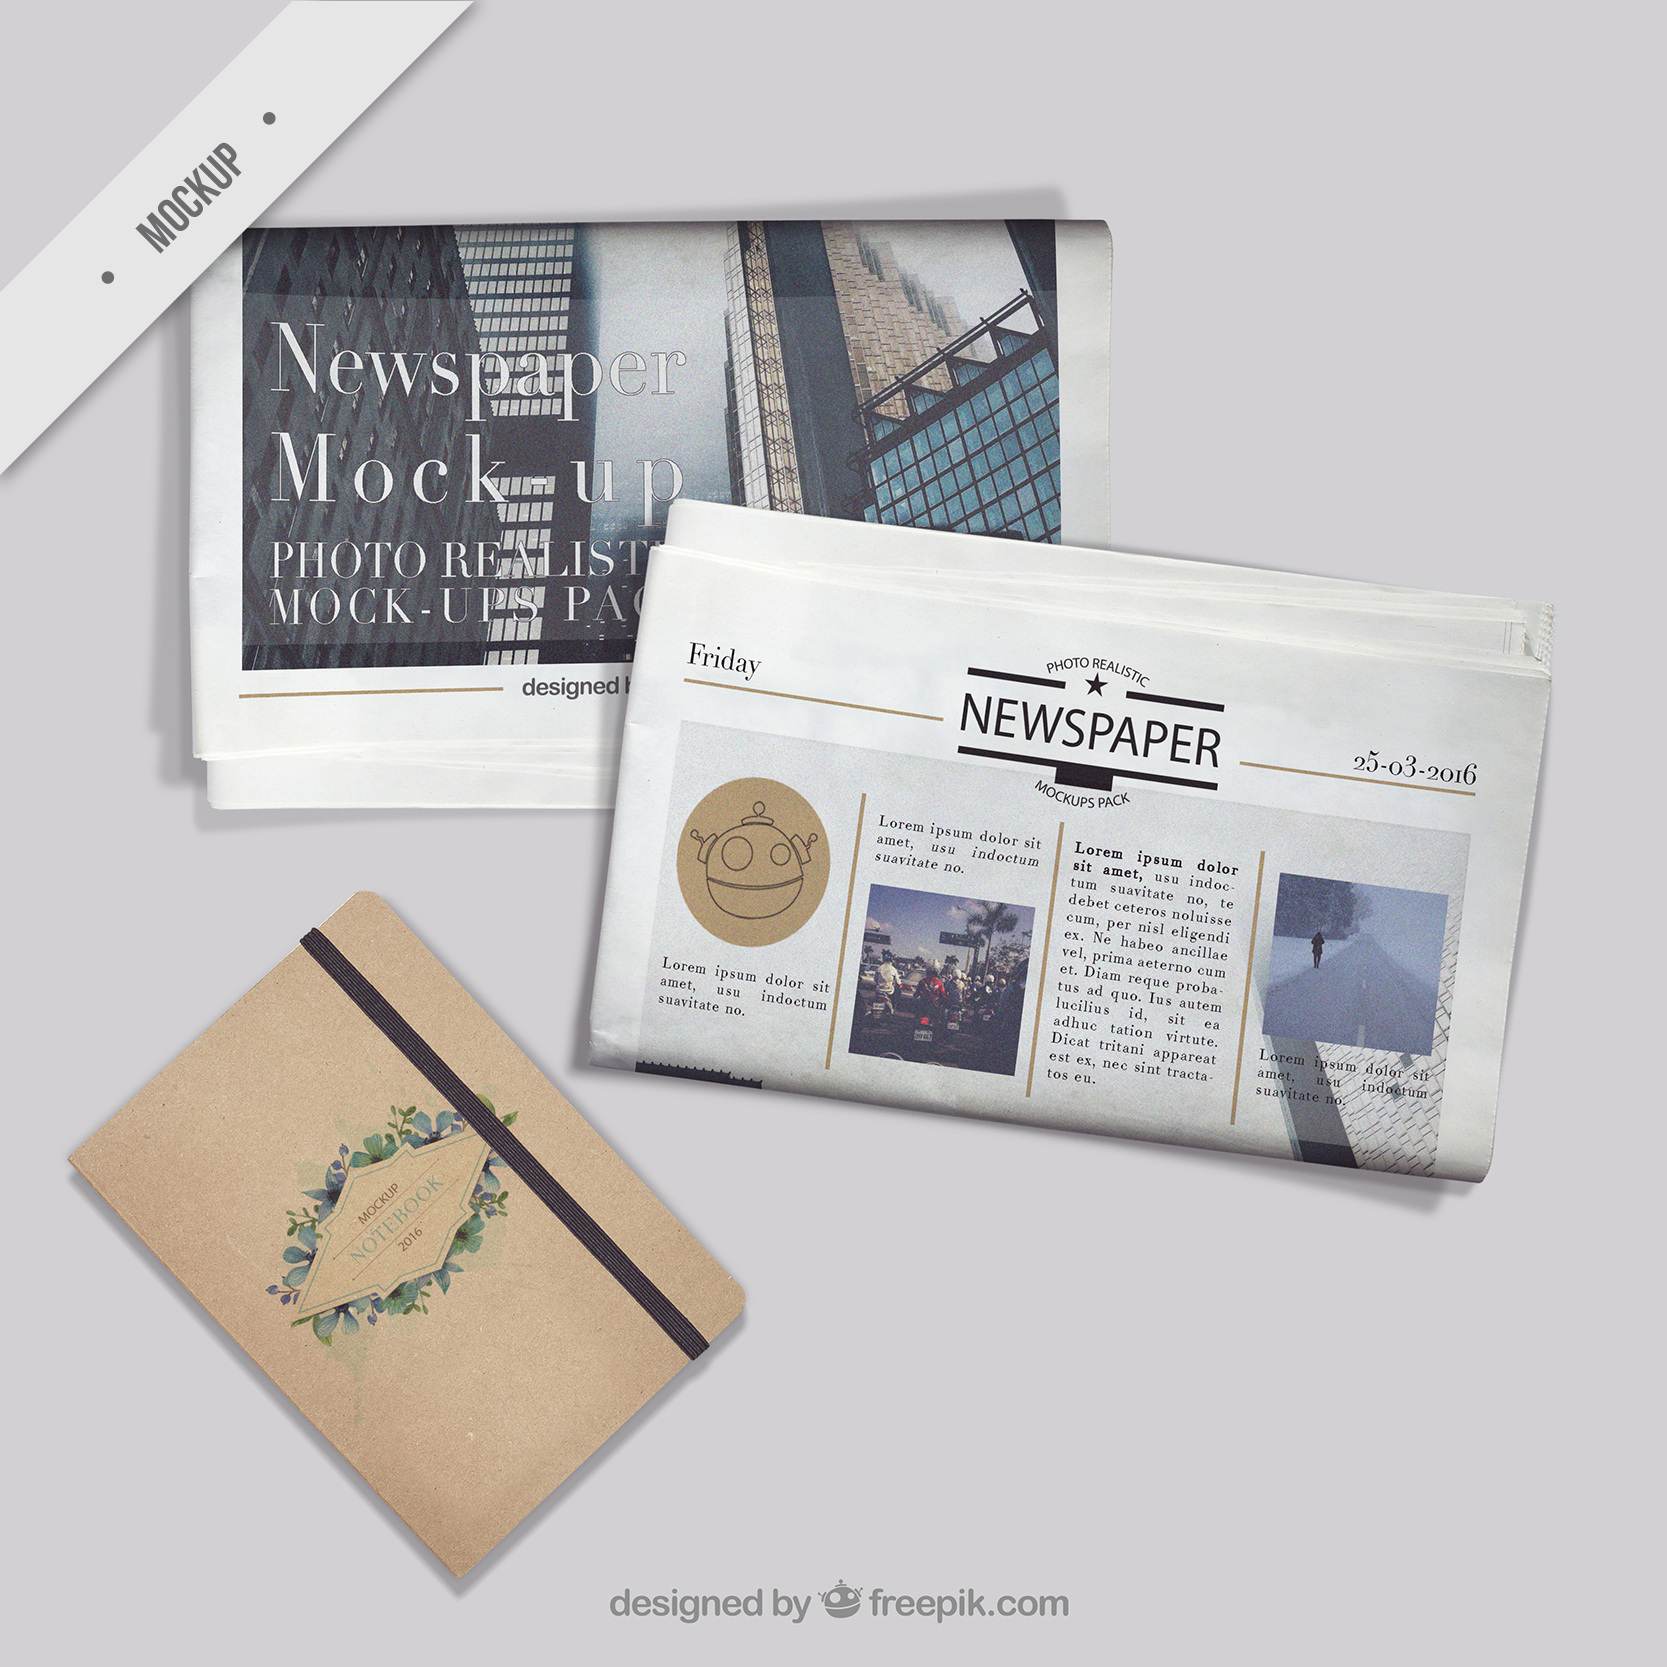 MOCKUP
Newspaper
Mock-up
PHOTO REALIST
MOCK-UPS PAC
designed
Friday
PHOTO REALISTIC
NEWSPAPER
MOCKUPS PACK
25-03-2016
Lorem ipsum dolor sit
amet, usu indoctum
suavitate no.
Lorem ipsum dolor sit
amet, usu indoctum
suavitate no.
Lorem ipsum dolor
sit amet, usu indoc-
tum suavitate no, te
debet ceteros noluisse
cum, per nisl eligendi
ex. Ne habeo ancillae
vel, prima aeterno cum
et. Diam reque proba-
tus ad quo. Ius autem
lucilius id, sit ea
adhuc tation virtute.
Dicat tritani appareat
est ex, nec sint tracta-
tos eu.
Lorem ipsum dolor sit
amet, usu indoctum
suavitate no.
MOCKUP
NOTEBOOK
2016
designed by freepik.com